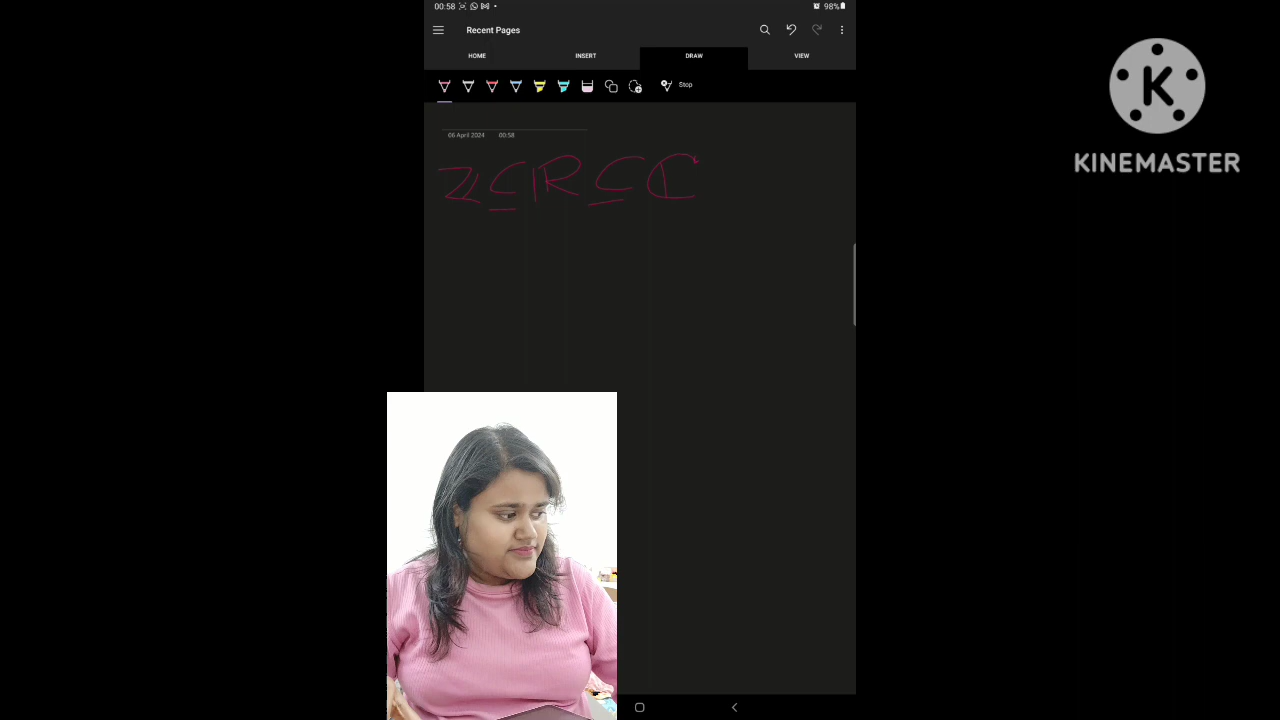 00:58 98%
Recent Pages
HOME INSERT DRAW VIEW
Stop
06 April 2024 00:58
ℤ ⊆ ℝ ⊆ ℂ
K
KINEMASTER